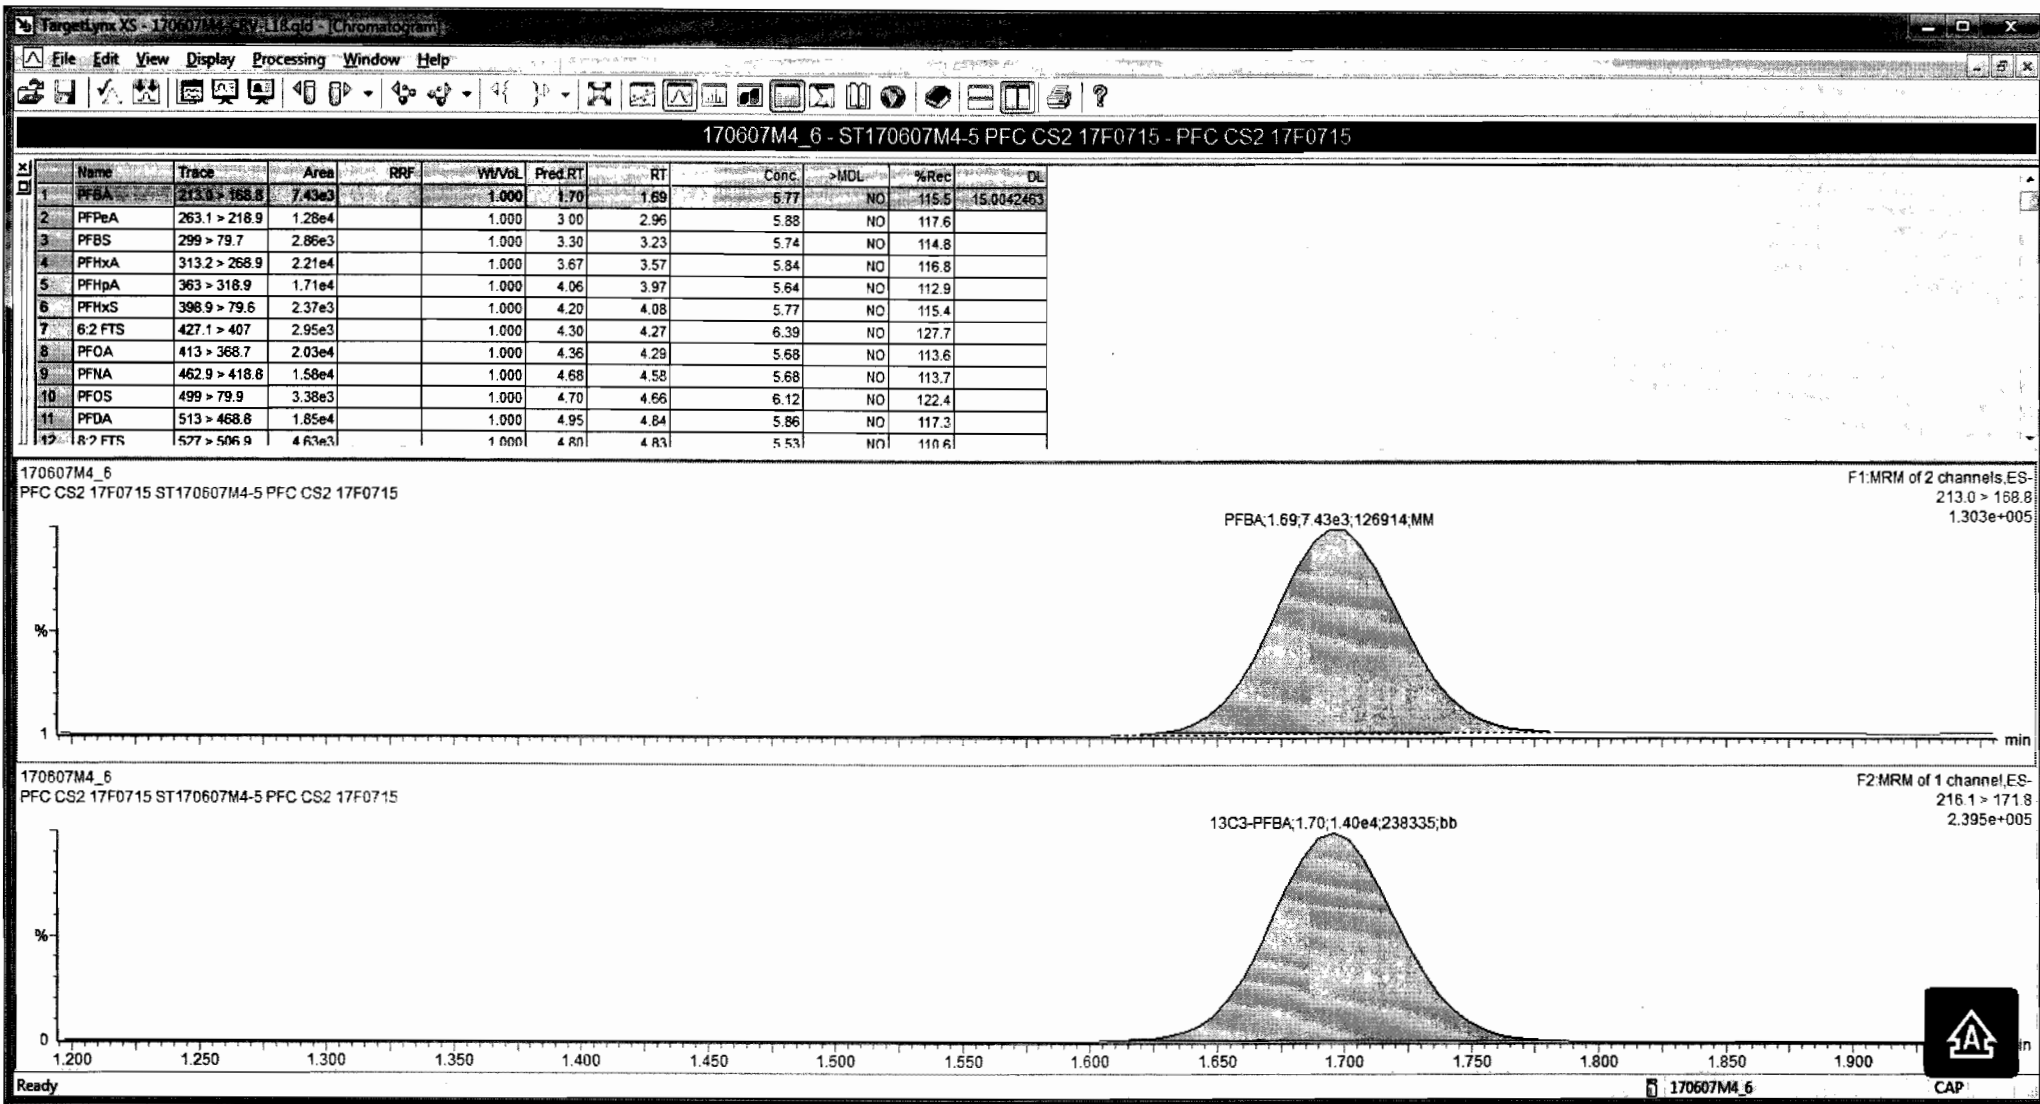 TargetLynx XS - 170607M4_CRV-L18.qld - [Chromatogram]
File Edit View Display Processing Window Help
170607M4_6 - ST170607M4-5 PFC CS2 17F0715 - PFC CS2 17F0715
Name Trace Area RRF Wt/Vol. Pred.RT RT Conc. >MDL %Rec DL
1 PFBA 213.0 > 168.8 7.43e3 1.000 1.70 1.69 5.77 NO 115.5 15.0042463
2 PFPeA 263.1 > 218.9 1.28e4 1.000 3.00 2.96 5.88 NO 117.6
3 PFBS 299 > 79.7 2.86e3 1.000 3.30 3.23 5.74 NO 114.8
4 PFHxA 313.2 > 268.9 2.21e4 1.000 3.67 3.57 5.84 NO 116.8
5 PFHpA 363 > 318.9 1.71e4 1.000 4.06 3.97 5.64 NO 112.9
6 PFHxS 398.9 > 79.6 2.37e3 1.000 4.20 4.08 5.77 NO 115.4
7 6:2 FTS 427.1 > 407 2.95e3 1.000 4.30 4.27 6.39 NO 127.7
8 PFOA 413 > 368.7 2.03e4 1.000 4.36 4.29 5.68 NO 113.6
9 PFNA 462.9 > 418.8 1.58e4 1.000 4.68 4.58 5.68 NO 113.7
10 PFOS 499 > 79.9 3.38e3 1.000 4.70 4.66 6.12 NO 122.4
11 PFDA 513 > 468.8 1.85e4 1.000 4.95 4.84 5.86 NO 117.3
12 8:2 FTS 527 > 506.9 4.63e3 1.000 4.80 4.83 5.53 NO 110.6
170607M4_6
PFC CS2 17F0715 ST170607M4-5 PFC CS2 17F0715
F1:MRM of 2 channels,ES-
213.0 > 168.8
1.303e+005
PFBA;1.69;7.43e3;126914;MM
%
1
min
170607M4_6
PFC CS2 17F0715 ST170607M4-5 PFC CS2 17F0715
F2:MRM of 1 channel,ES-
216.1 > 171.8
2.395e+005
13C3-PFBA;1.70;1.40e4;238335;bb
%
0
A
1.200 1.250 1.300 1.350 1.400 1.450 1.500 1.550 1.600 1.650 1.700 1.750 1.800 1.850 1.900
Ready 170607M4_6 CAP